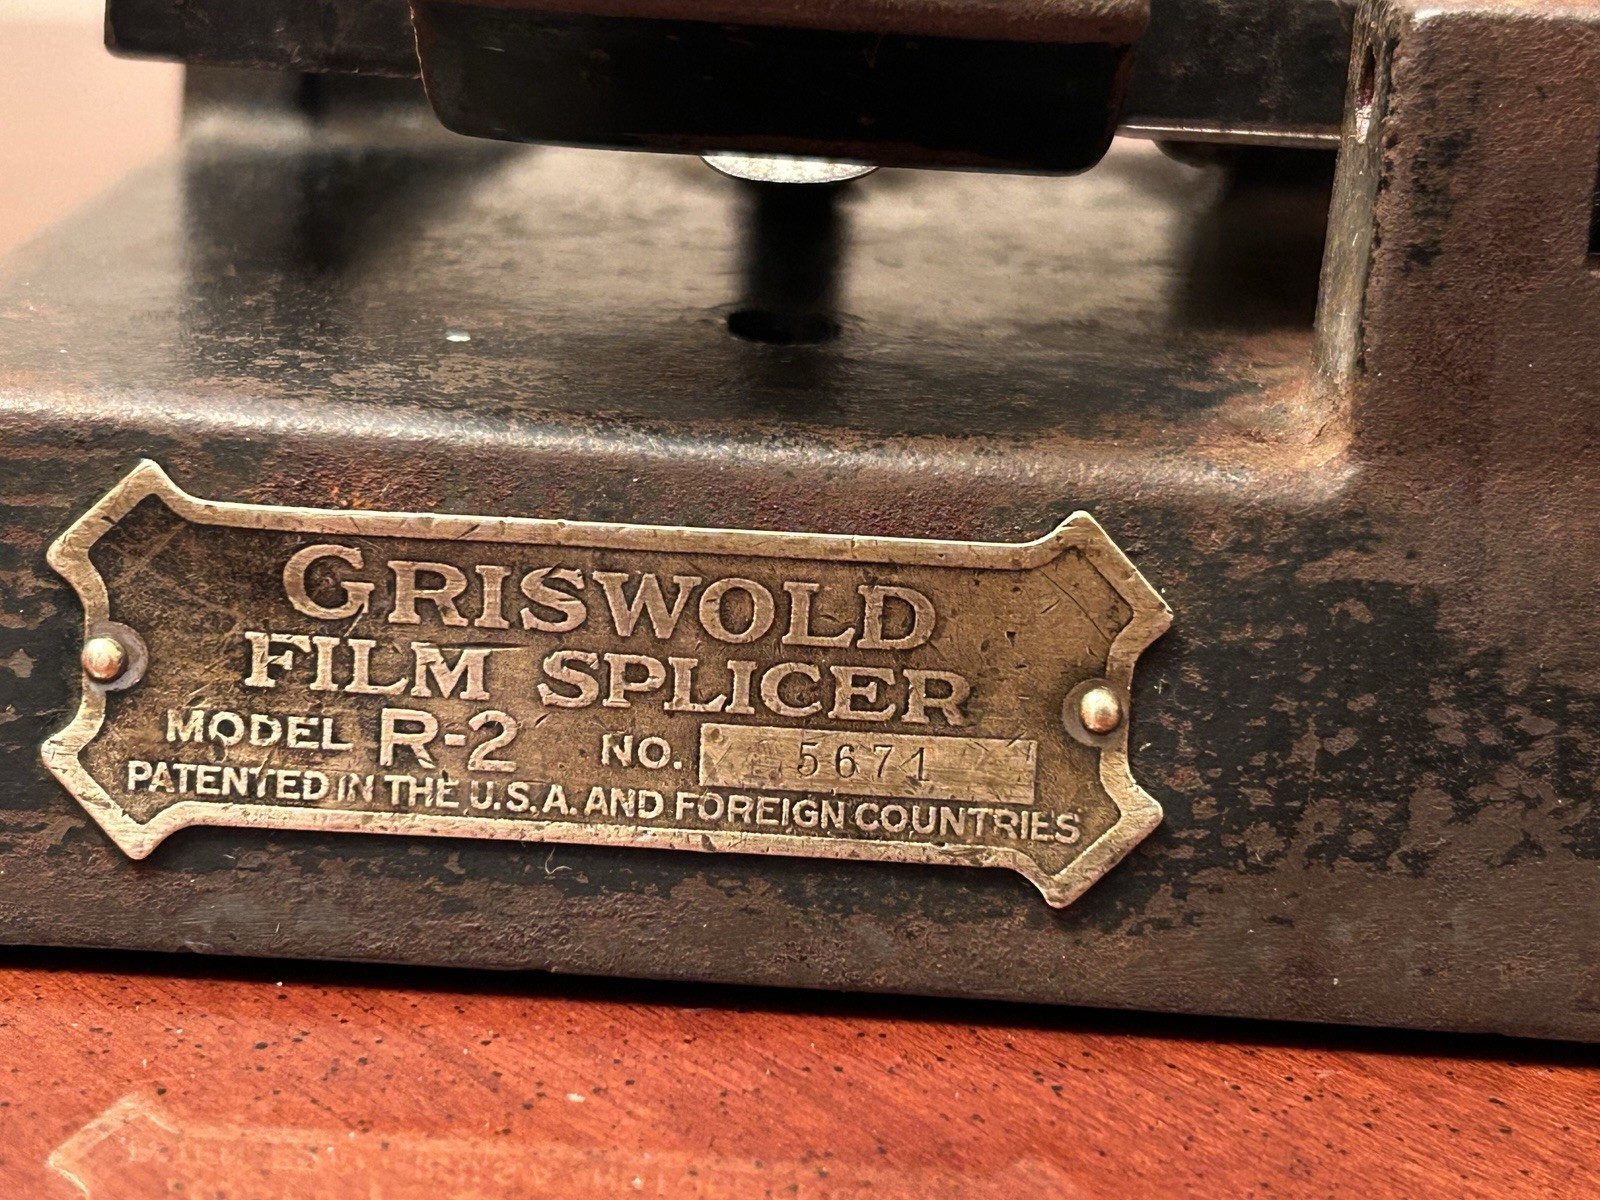 GRISWOLD
FILM SPLICER
MODEL R-2 NO. 5671
PATENTED IN THE U.S.A. AND FOREIGN COUNTRIES